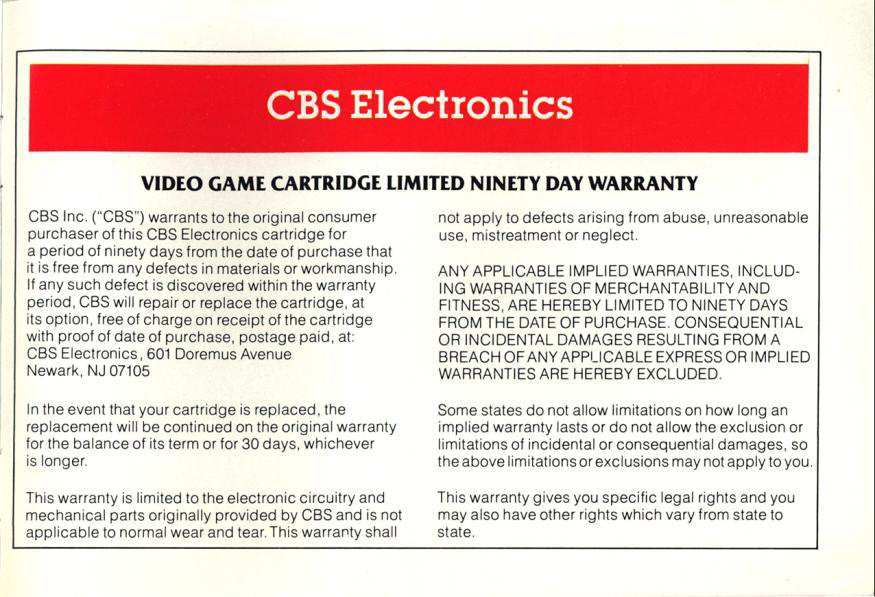 CBS Electronics
VIDEO GAME CARTRIDGE LIMITED NINETY DAY WARRANTY
CBS Inc. ("CBS") warrants to the original consumer
purchaser of this CBS Electronics cartridge for
a period of ninety days from the date of purchase that
it is free from any defects in materials or workmanship.
If any such defect is discovered within the warranty
period, CBS will repair or replace the cartridge, at
its option, free of charge on receipt of the cartridge
with proof of date of purchase, postage paid, at:
CBS Electronics, 601 Doremus Avenue
Newark, NJ 07105
In the event that your cartridge is replaced, the
replacement will be continued on the original warranty
for the balance of its term or for 30 days, whichever
is longer.
This warranty is limited to the electronic circuitry and
mechanical parts originally provided by CBS and is not
applicable to normal wear and tear. This warranty shall
not apply to defects arising from abuse, unreasonable
use, mistreatment or neglect.
ANY APPLICABLE IMPLIED WARRANTIES, INCLUD-
ING WARRANTIES OF MERCHANTABILITY AND
FITNESS, ARE HEREBY LIMITED TO NINETY DAYS
FROM THE DATE OF PURCHASE. CONSEQUENTIAL
OR INCIDENTAL DAMAGES RESULTING FROM A
BREACH OF ANY APPLICABLE EXPRESS OR IMPLIED
WARRANTIES ARE HEREBY EXCLUDED.
Some states do not allow limitations on how long an
implied warranty lasts or do not allow the exclusion or
limitations of incidental or consequential damages, so
the above limitations or exclusions may not apply to you.
This warranty gives you specific legal rights and you
may also have other rights which vary from state to
state.